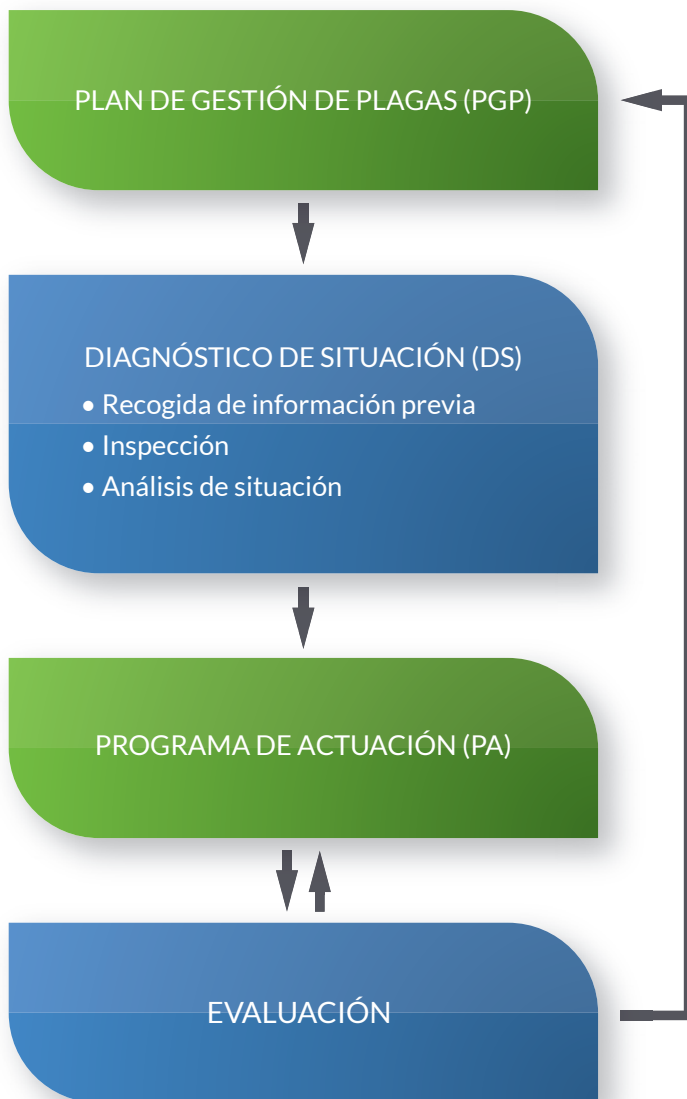 PLAN DE GESTIÓN DE PLAGAS (PGP)
DIAGNÓSTICO DE SITUACIÓN (DS)
• Recogida de información previa
• Inspección
• Análisis de situación
PROGRAMA DE ACTUACIÓN (PA)
EVALUACIÓN